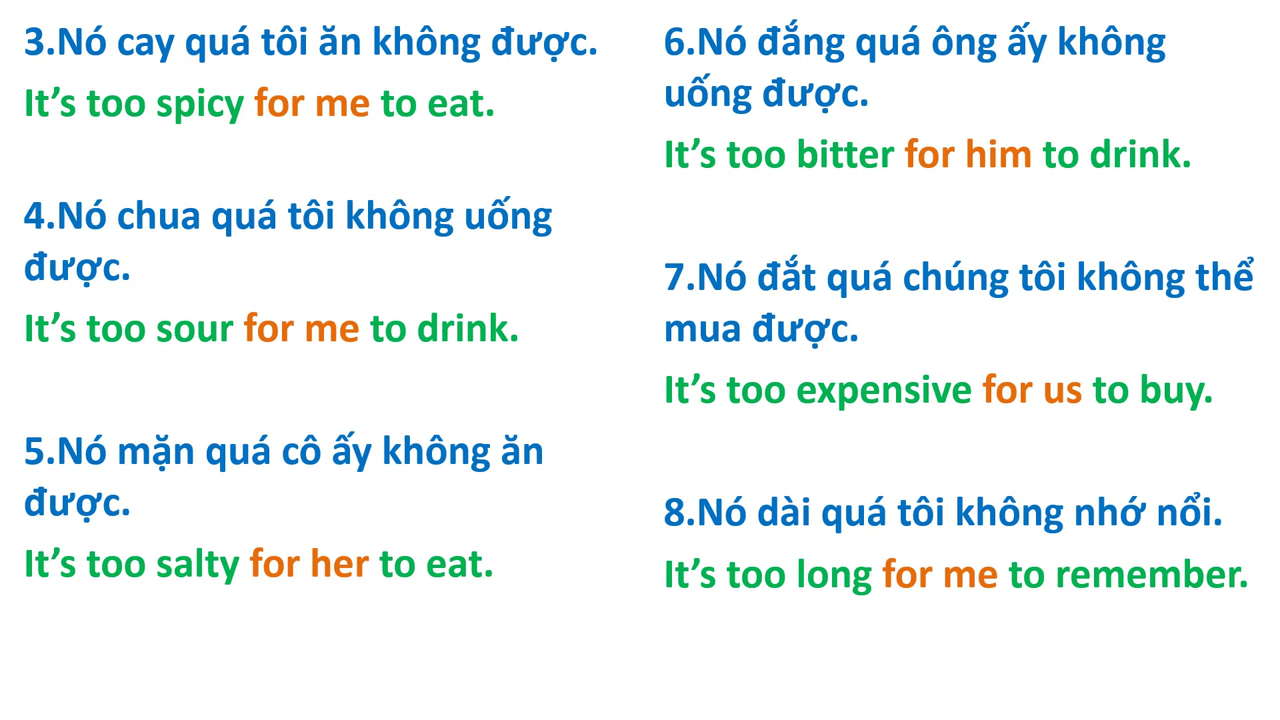 3.Nó cay quá tôi ăn không được.
It’s too spicy for me to eat.
4.Nó chua quá tôi không uống
được.
It’s too sour for me to drink.
5.Nó mặn quá cô ấy không ăn
được.
It’s too salty for her to eat.
6.Nó đắng quá ông ấy không
uống được.
It’s too bitter for him to drink.
7.Nó đắt quá chúng tôi không thể
mua được.
It’s too expensive for us to buy.
8.Nó dài quá tôi không nhớ nổi.
It’s too long for me to remember.